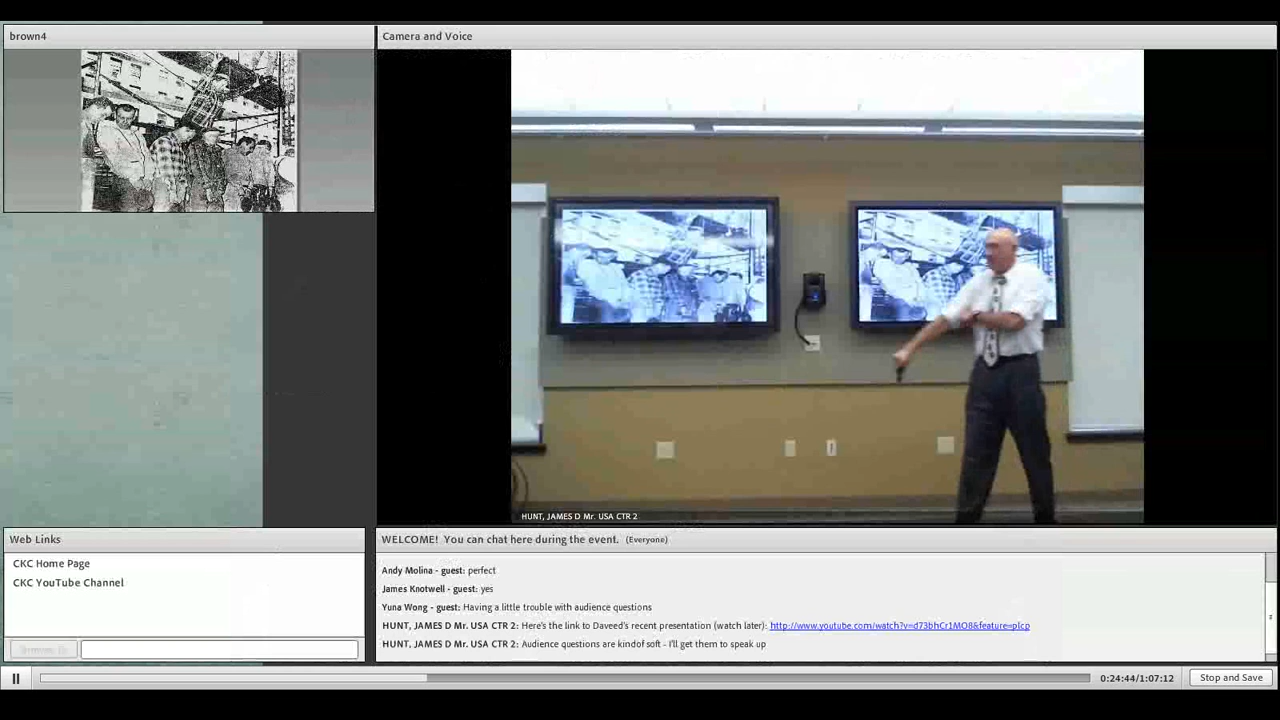 brown4
Camera and Voice
HUNT, JAMES D Mr. USA CTR 2
Web Links
CKC Home Page
CKC YouTube Channel
WELCOME! You can chat here during the event. (Everyone)
Andy Molina - guest: perfect
James Knotwell - guest: yes
Yuna Wong - guest: Having a little trouble with audience questions
HUNT, JAMES D Mr. USA CTR 2: Here's the link to Daveed's recent presentation (watch later): http://www.youtube.com/watch?v=d73bhCr1MO8&feature=plcp
HUNT, JAMES D Mr. USA CTR 2: Audience questions are kindof soft - I'll get them to speak up
0:24:44/1:07:12
Stop and Save